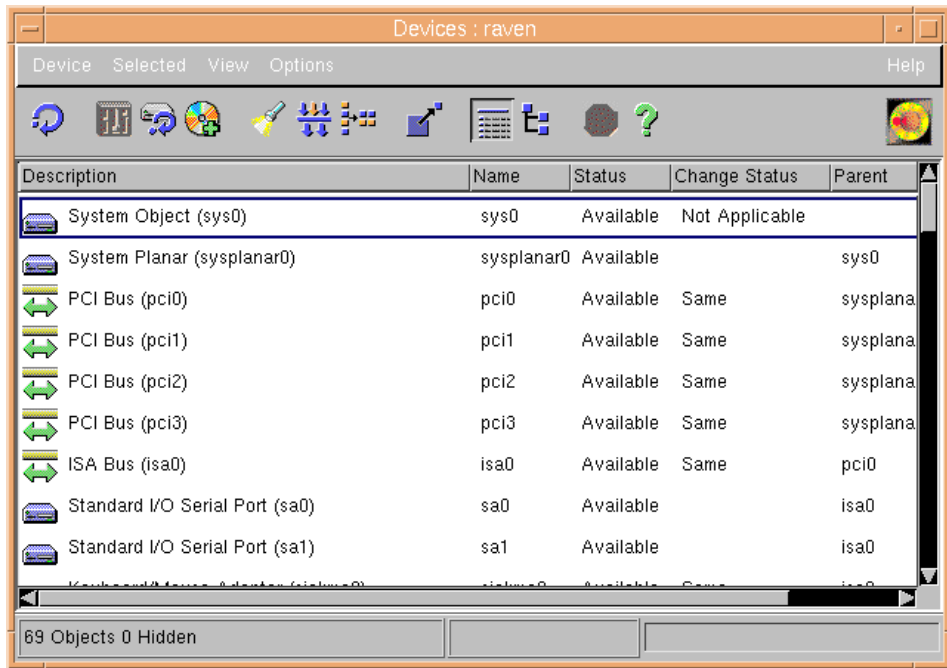 Devices : raven
Device Selected View Options Help
Description Name Status Change Status Parent
System Object (sys0) sys0 Available Not Applicable
System Planar (sysplanar0) sysplanar0 Available sys0
PCI Bus (pci0) pci0 Available Same sysplana
PCI Bus (pci1) pci1 Available Same sysplana
PCI Bus (pci2) pci2 Available Same sysplana
PCI Bus (pci3) pci3 Available Same sysplana
ISA Bus (isa0) isa0 Available Same pci0
Standard I/O Serial Port (sa0) sa0 Available isa0
Standard I/O Serial Port (sa1) sa1 Available isa0
69 Objects 0 Hidden